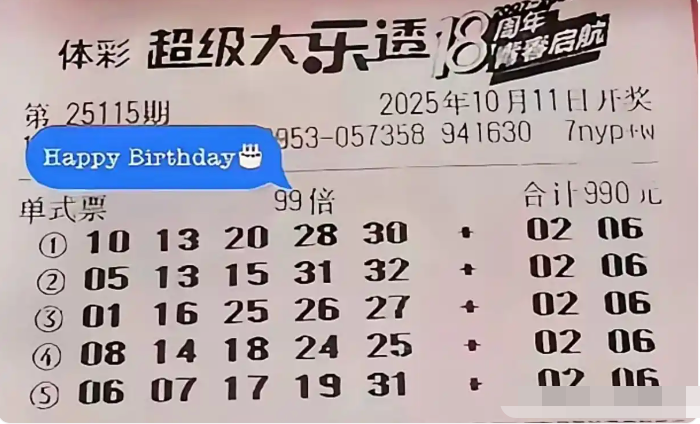 体彩 超级大乐透 18周年 青春启航
第 25115期 2025年10月11日开奖
0953-057358 941630 7nyp+w
Happy Birthday🎂
单式票 99倍 合计990元
① 10 13 20 28 30 + 02 06
② 05 13 15 31 32 + 02 06
③ 01 16 25 26 27 + 02 06
④ 08 14 18 24 25 + 02 06
⑤ 06 07 17 19 31 + 02 06